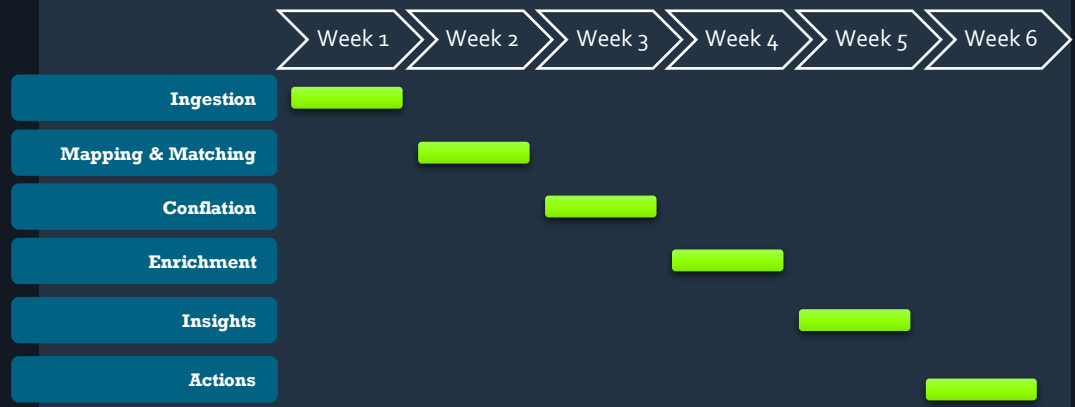 Week 1
Week 2
Week 3
Week 4
Week 5
Week 6
Ingestion
Mapping & Matching
Conflation
Enrichment
Insights
Actions